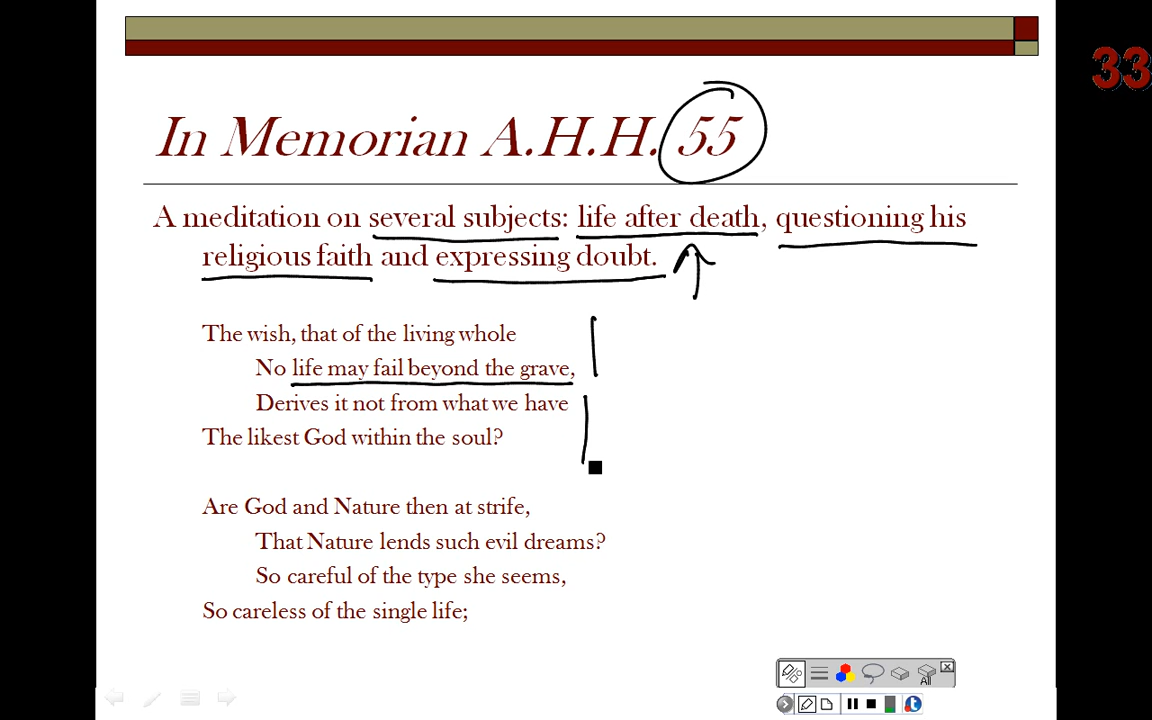 33
In Memorian A.H.H. 55
A meditation on several subjects: life after death, questioning his
religious faith and expressing doubt.
The wish, that of the living whole
No life may fail beyond the grave,
Derives it not from what we have
The likest God within the soul?
Are God and Nature then at strife,
That Nature lends such evil dreams?
So careful of the type she seems,
So careless of the single life;
All